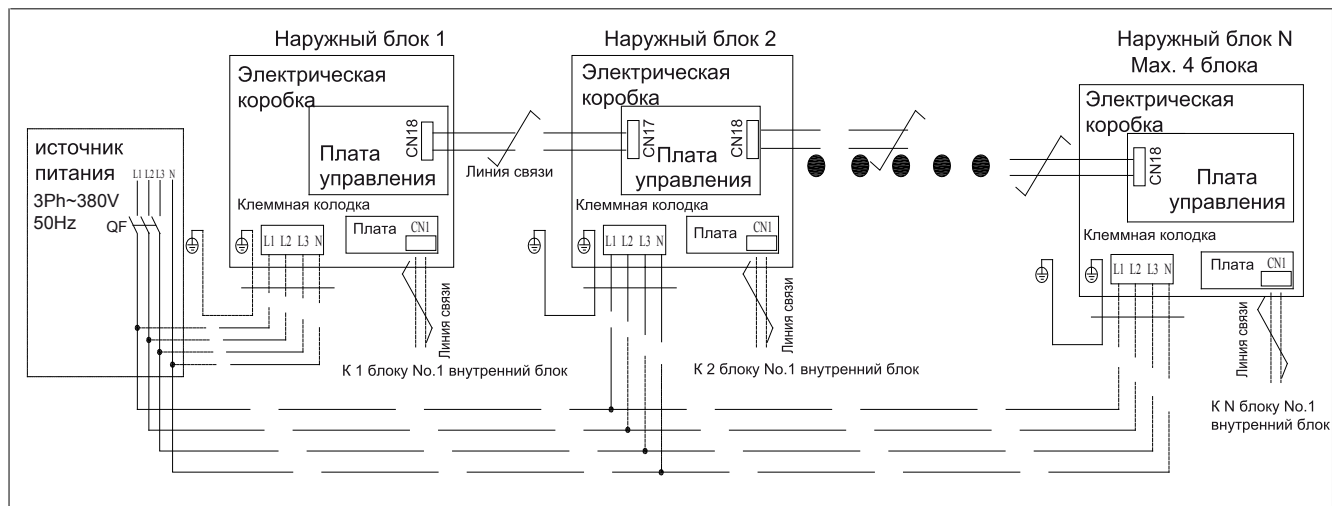 Наружный блок 1
Электрическая
коробка
CN18
Плата
управления
Клеммная колодка
L1 L2 L3 N
Плата
CN1
Линия связи
К 1 блоку No.1 внутренний блок
источник
питания
L1 L2 L3 N
3Ph~380V
50Hz
QF
Линия связи
Наружный блок 2
Электрическая
коробка
CN17
CN18
Плата
управления
Клеммная колодка
L1 L2 L3 N
Плата
CN1
Линия связи
К 2 блоку No.1 внутренний блок
Наружный блок N
Max. 4 блока
Электрическая
коробка
CN18
Плата
управления
Клеммная колодка
L1 L2 L3 N
Плата
CN1
Линия связи
К N блоку No.1
внутренний блок